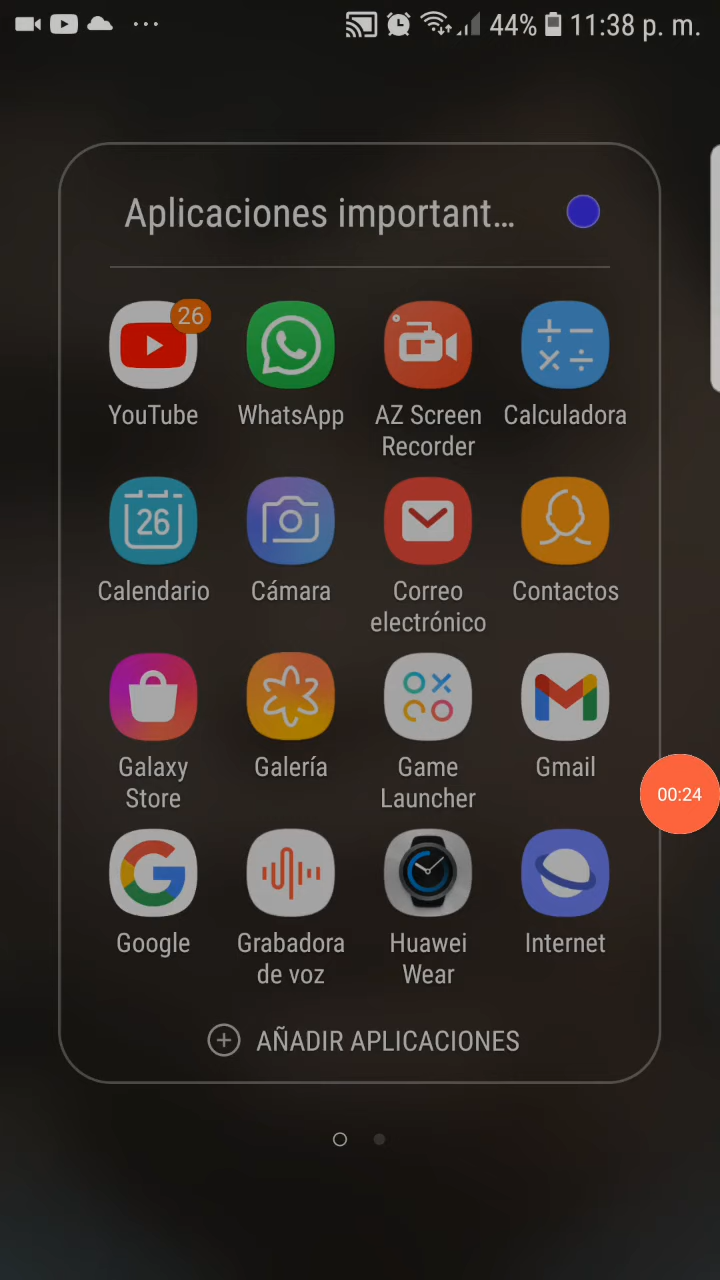 44% 11:38 p. m.
Aplicaciones important...
26
YouTube
WhatsApp
AZ Screen
Recorder
Calculadora
26
Calendario
Cámara
Correo
electrónico
Contactos
Galaxy
Store
Galería
Game
Launcher
Gmail
00:24
Google
Grabadora
de voz
Huawei
Wear
Internet
AÑADIR APLICACIONES